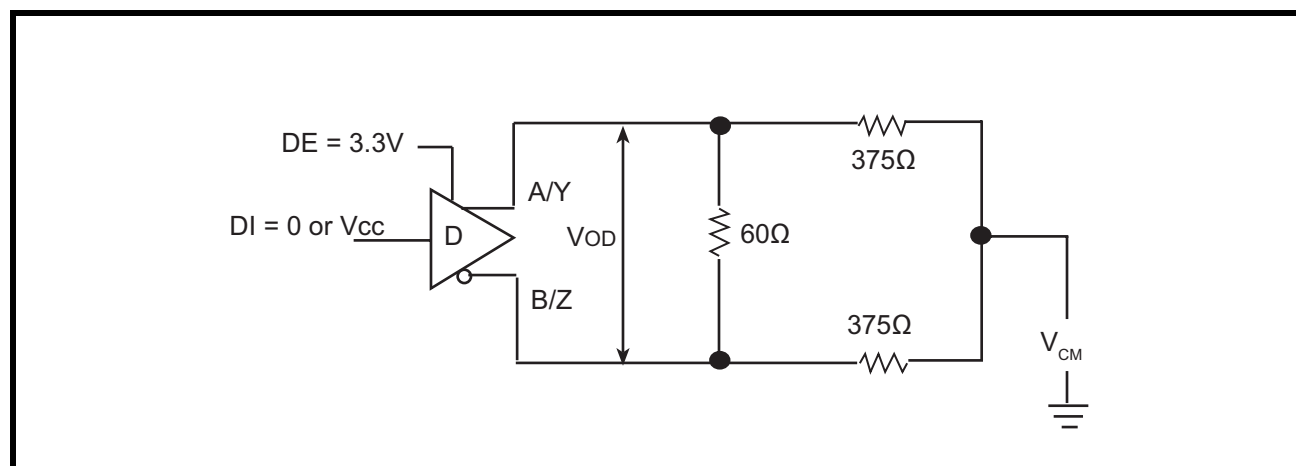 DE = 3.3V
375Ω
A/Y
DI = 0 or Vcc
D
VOD
60Ω
B/Z
375Ω
VCM